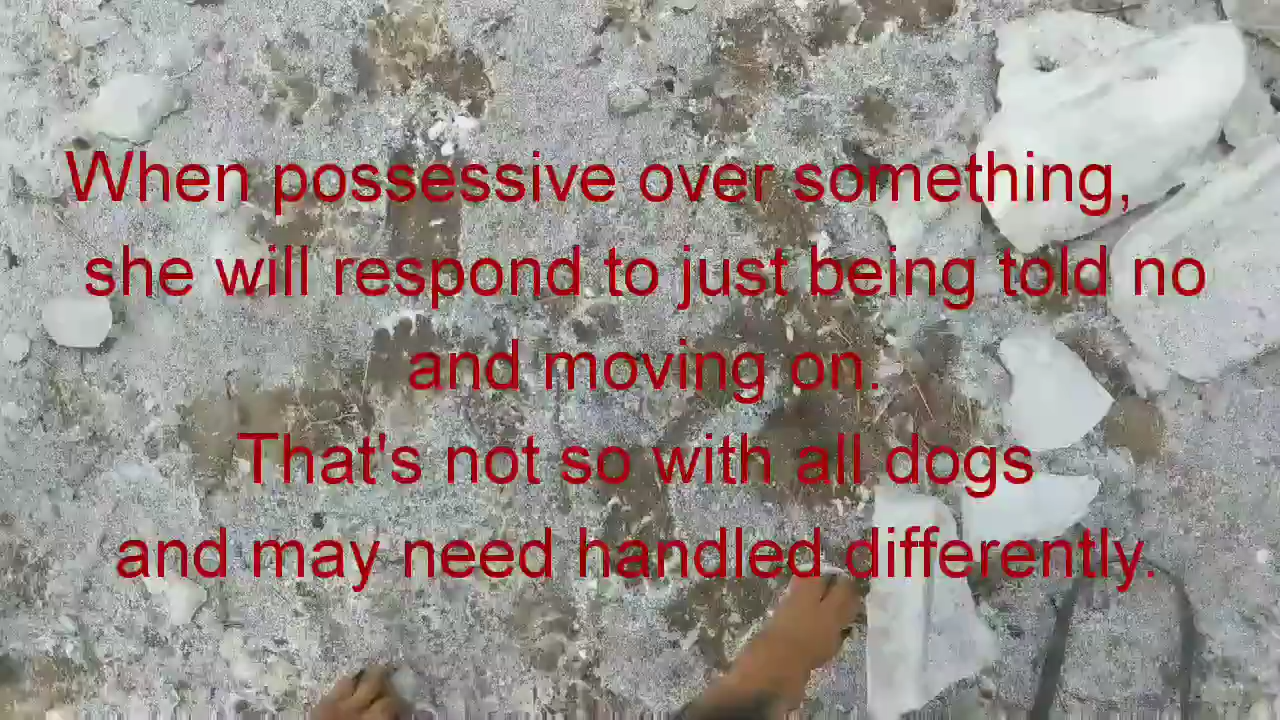 When possessive over something,
she will respond to just being told no
and moving on.
That's not so with all dogs
and may need handled differently.